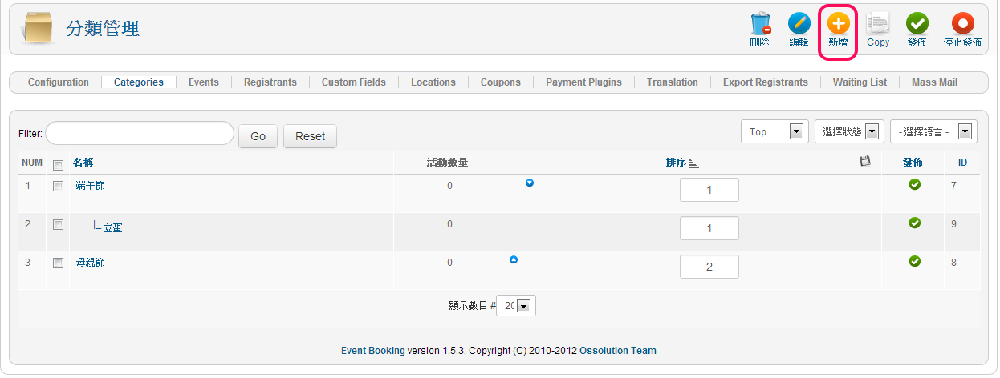 分類管理
刪除 編輯 新增 Copy 發佈 停止發佈
Configuration Categories Events Registrants Custom Fields Locations Coupons Payment Plugins Translation Export Registrants Waiting List Mass Mail
Filter: Go Reset Top 選擇狀態 - 選擇語言 -
NUM 名稱 活動數量 排序 發佈 ID
1 端午節 0 1 7
2 . 立蛋 0 1 9
3 母親節 0 2 8
顯示數目 # 20
Event Booking version 1.5.3, Copyright (C) 2010-2012 Ossolution Team